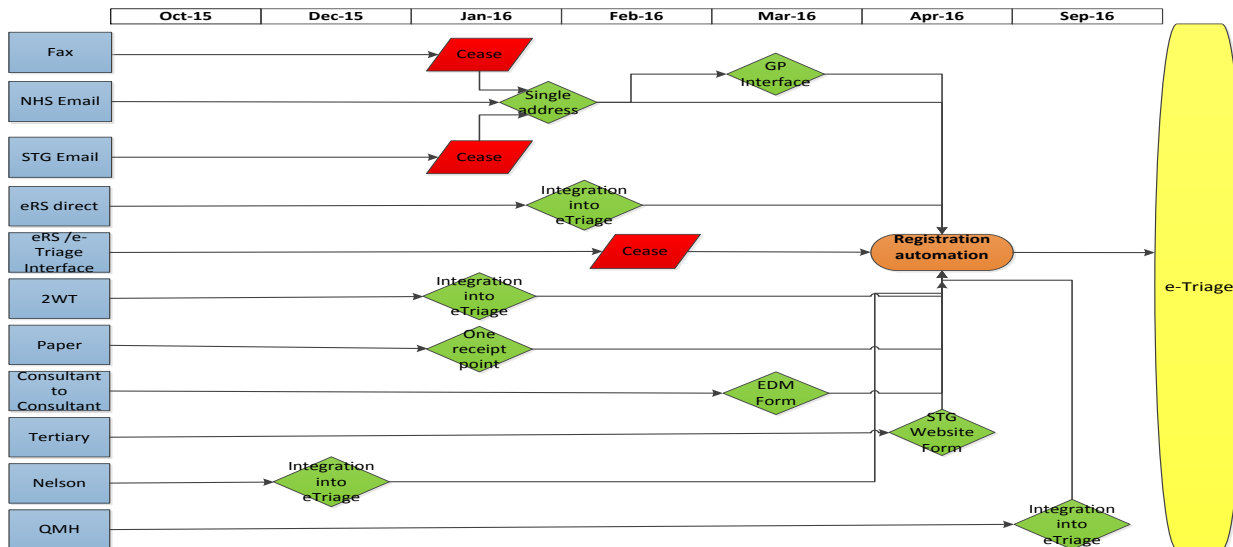 Oct-15 Dec-15 Jan-16 Feb-16 Mar-16 Apr-16 Sep-16
Fax
Cease
GP
Interface
NHS Email
Single
address
STG Email
Cease
eRS direct
Integration
into
eTriage
eRS /e-
Triage
Interface
Cease
Registration
automation
e-Triage
2WT
Integration
into
eTriage
Paper
One
receipt
point
Consultant
to
Consultant
EDM
Form
Tertiary
STG
Website
Form
Nelson
Integration
into
eTriage
QMH
Integration
into
eTriage